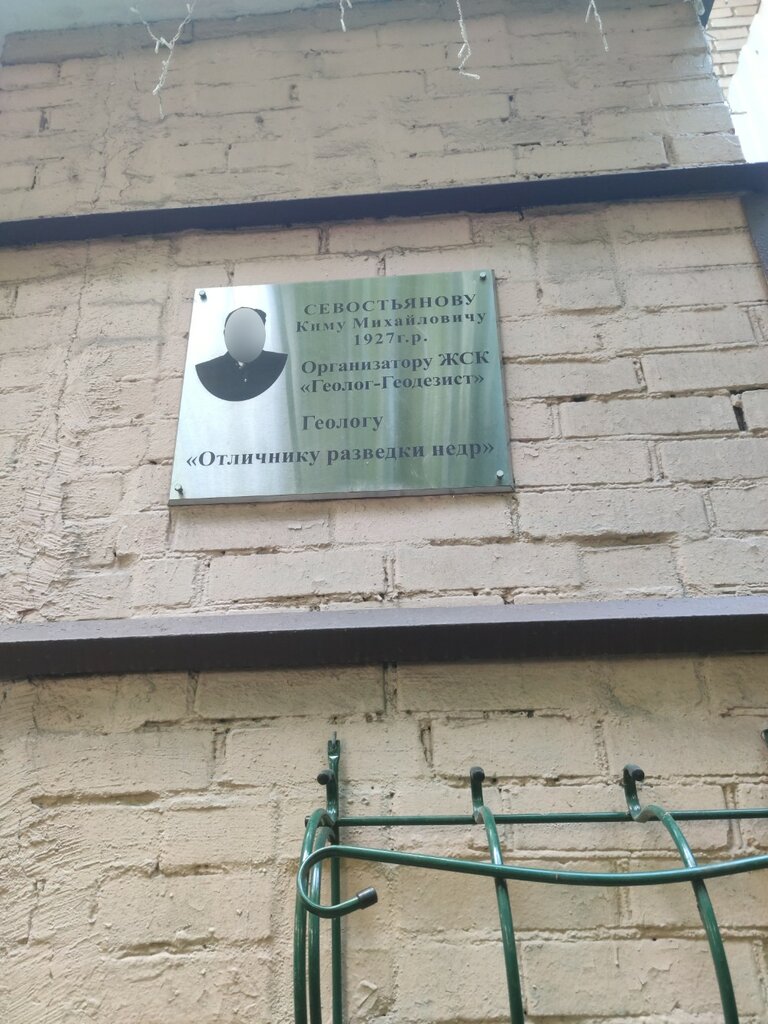 СЕВОСТЬЯНОВУ
Киму Михайловичу
1927г.р.
Организатору ЖСК
«Геолог-Геодезист»
Геологу
«Отличнику разведки недр»